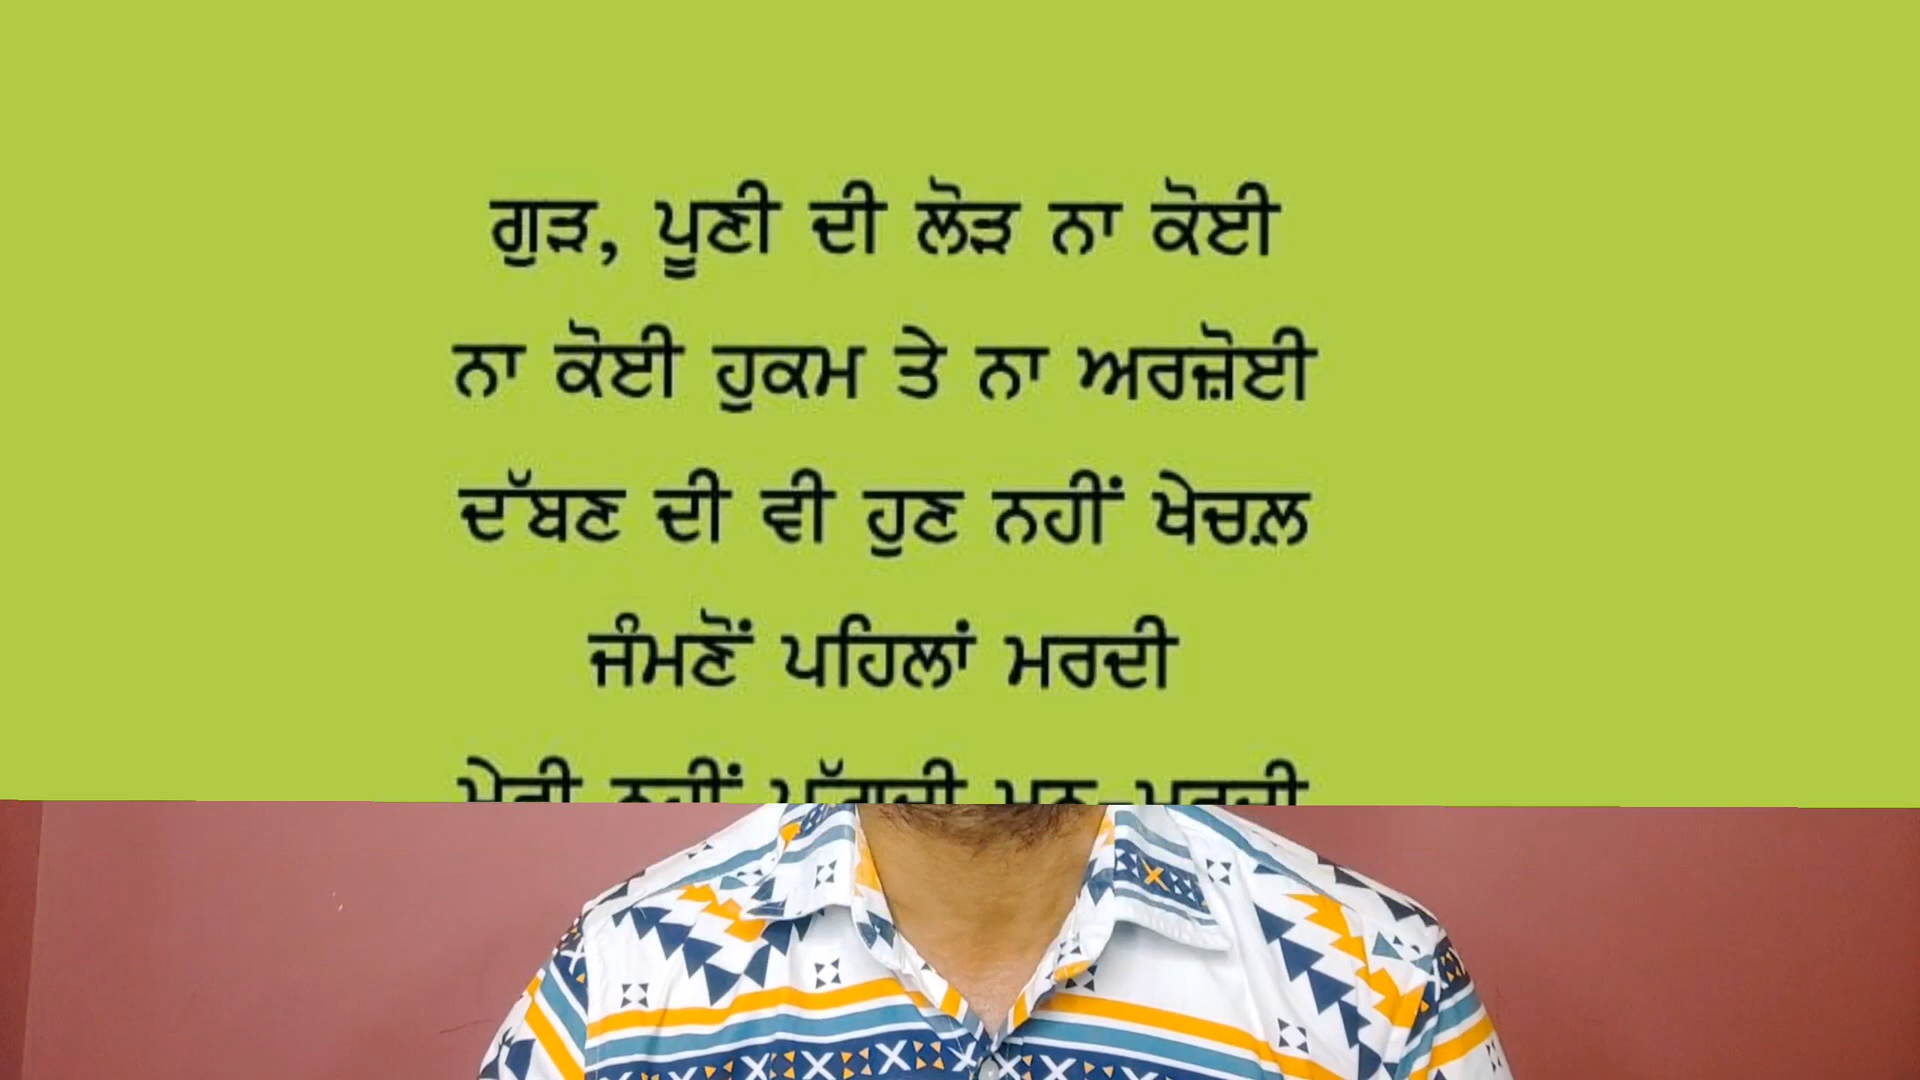 ਗੁੜ, ਪੂਣੀ ਦੀ ਲੋੜ ਨਾ ਕੋਈ
ਨਾ ਕੋਈ ਹੁਕਮ ਤੇ ਨਾ ਅਰਜ਼ੋਈ
ਦੱਬਣ ਦੀ ਵੀ ਹੁਣ ਨਹੀਂ ਖੇਚਲ਼
ਜੰਮਣੋਂ ਪਹਿਲਾਂ ਮਰਦੀ